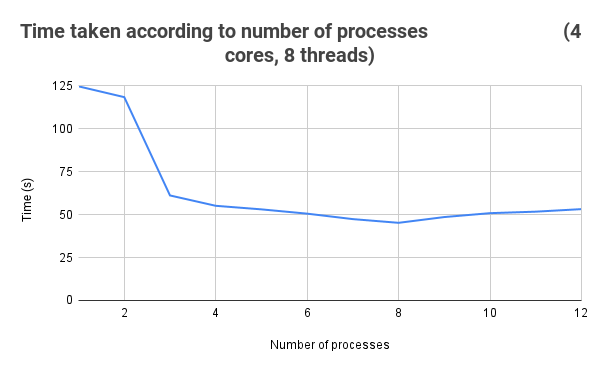 Time taken according to number of processes (4
cores, 8 threads)
125
100
75
50
25
0
Time (s)
2 4 6 8 10 12
Number of processes